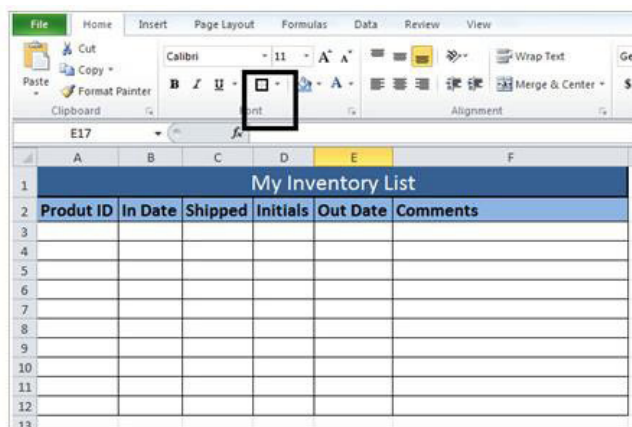 File Home Insert Page Layout Formulas Data Review View
Cut
Copy
Format Painter
Paste
Calibri 11 A A
Wrap Text
B I U A
Merge & Center $
Clipboard Alignment
E17 fx
A B C D E F
1 My Inventory List
2 Produt ID In Date Shipped Initials Out Date Comments
3
4
5
6
7
8
9
10
11
12
13